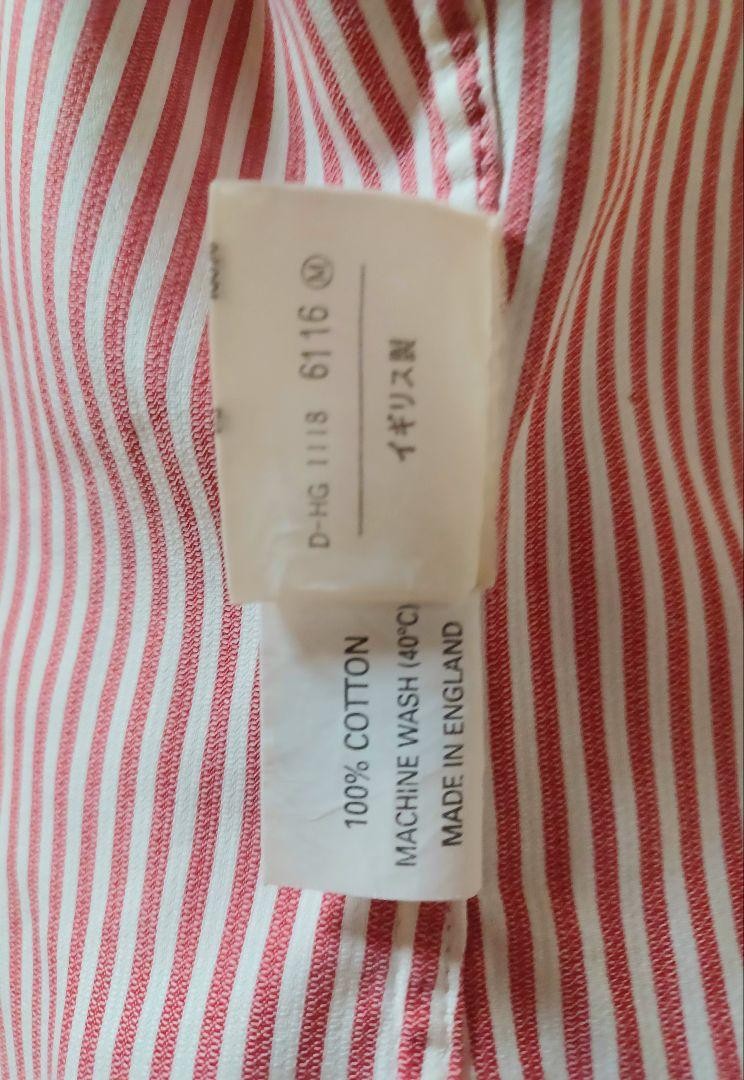 D-HG 1118 6116 Ⓜ
イギリス製
100% COTTON
MACHINE WASH (40°C)
MADE IN ENGLAND